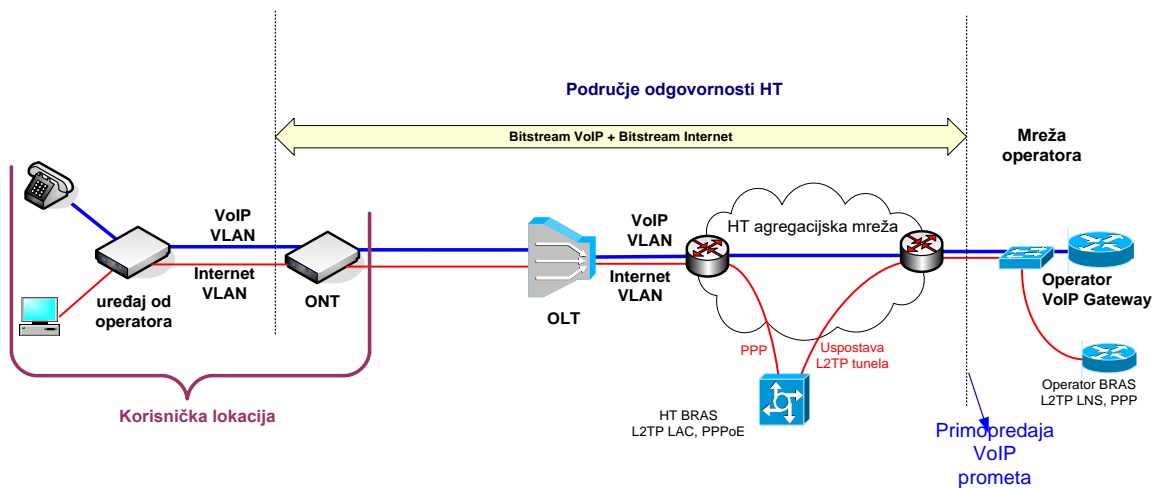 Područje odgovornosti HT
Bitstream VoIP + Bitstream Internet
Mreža
operatora
VoIP
VLAN
Internet
VLAN
uređaj od
operatora
ONT
OLT
VoIP
VLAN
Internet
VLAN
HT agregacijska mreža
Operator
VoIP Gateway
PPP
Uspostava
L2TP tunela
HT BRAS
L2TP LAC, PPPoE
Operator BRAS
L2TP LNS, PPP
Korisnička lokacija
Primopredaja
VoIP
prometa